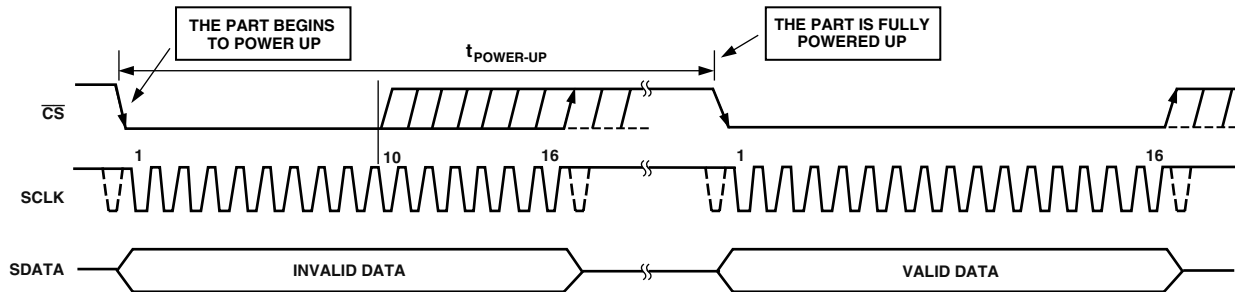 THE PART BEGINS
TO POWER UP
THE PART IS FULLY
POWERED UP
tPOWER-UP
CS
1
10
16
1
16
SCLK
SDATA
INVALID DATA
VALID DATA